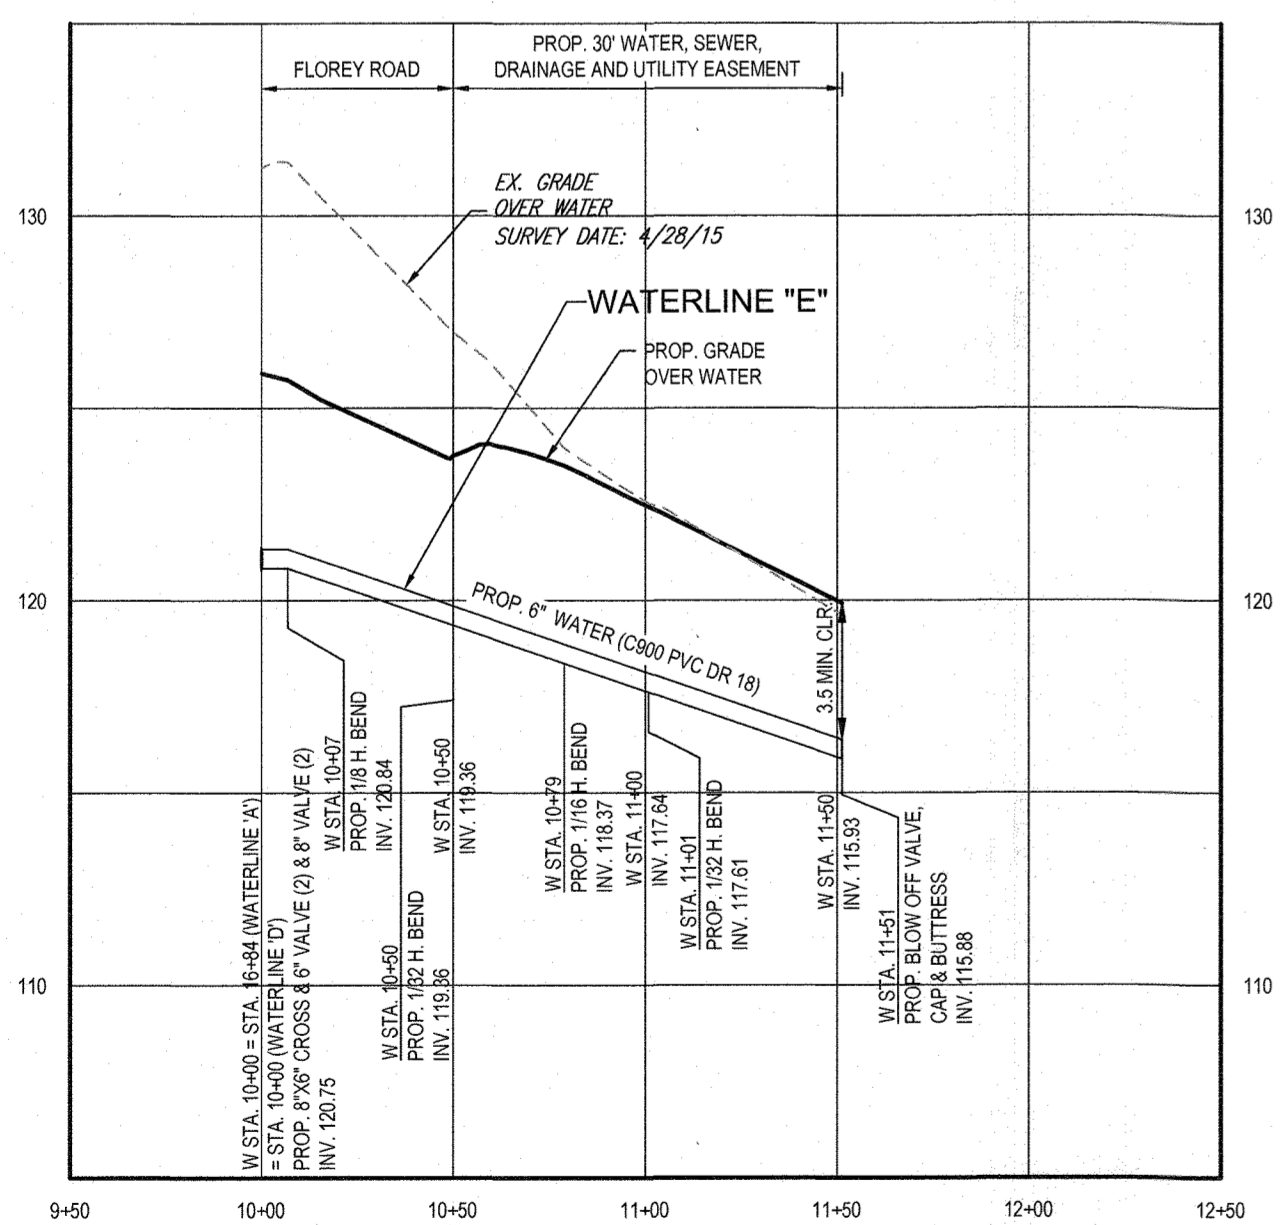 PROP. 30' WATER, SEWER,
FLOREY ROAD
DRAINAGE AND UTILITY EASEMENT
EX. GRADE
OVER WATER
SURVEY DATE: 4/28/15
130
130
WATERLINE "E"
PROP. GRADE
OVER WATER
120
120
PROP. 6" WATER (C900 PVC DR 18)
3.5 MIN. CLR.
W STA. 10+00 = STA. 16+84 (WATERLINE 'A')
= STA. 10+00 (WATERLINE 'D')
PROP. 8"X6" CROSS & 6" VALVE (2) & 8" VALVE (2)
INV. 120.75
W STA. 10+07
PROP. 1/8 H. BEND
INV. 120.84
W STA. 10+50
PROP. 1/32 H. BEND
INV. 119.36
W STA. 10+50
INV. 119.36
W STA. 10+79
PROP. 1/16 H. BEND
INV. 118.37
W STA. 11+00
INV. 117.64
W STA. 11+01
PROP. 1/32 H. BEND
INV. 117.61
W STA. 11+50
INV. 115.93
W STA. 11+51
PROP. BLOW OFF VALVE,
CAP & BUTTRESS
INV. 115.88
110
110
9+50
10+00
10+50
11+00
11+50
12+00
12+50